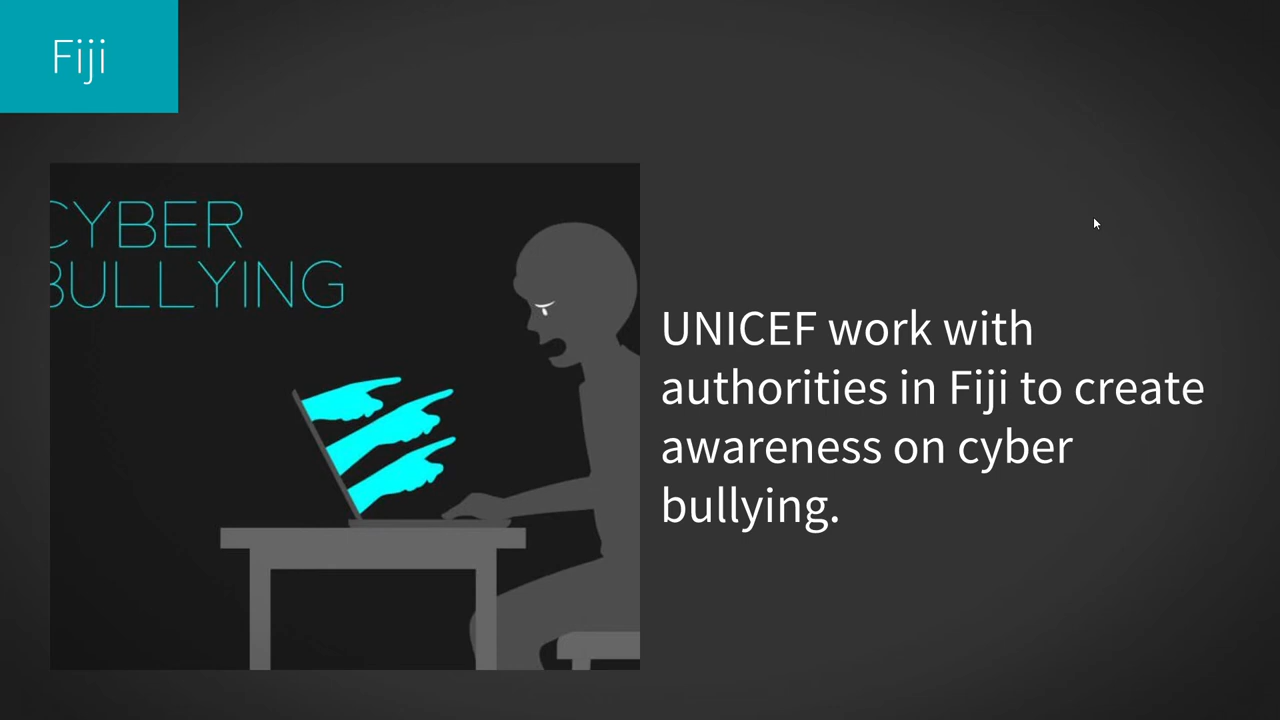 Fiji
CYBER
BULLYING
UNICEF work with
authorities in Fiji to create
awareness on cyber
bullying.